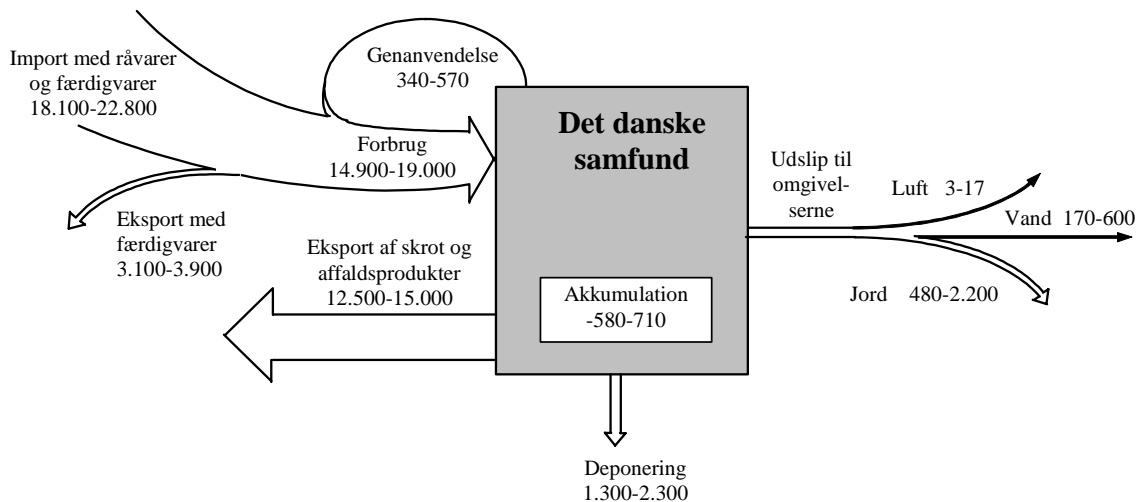 Import med råvarer
og færdigvarer
18.100-22.800
Genanvendelse
340-570
Forbrug
14.900-19.000
Eksport med
færdigvarer
3.100-3.900
Eksport af skrot og
affaldsprodukter
12.500-15.000
Det danske
samfund
Akkumulation
-580-710
Udslip til
omgivel-
serne
Luft 3-17
Vand 170-600
Jord 480-2.200
Deponering
1.300-2.300